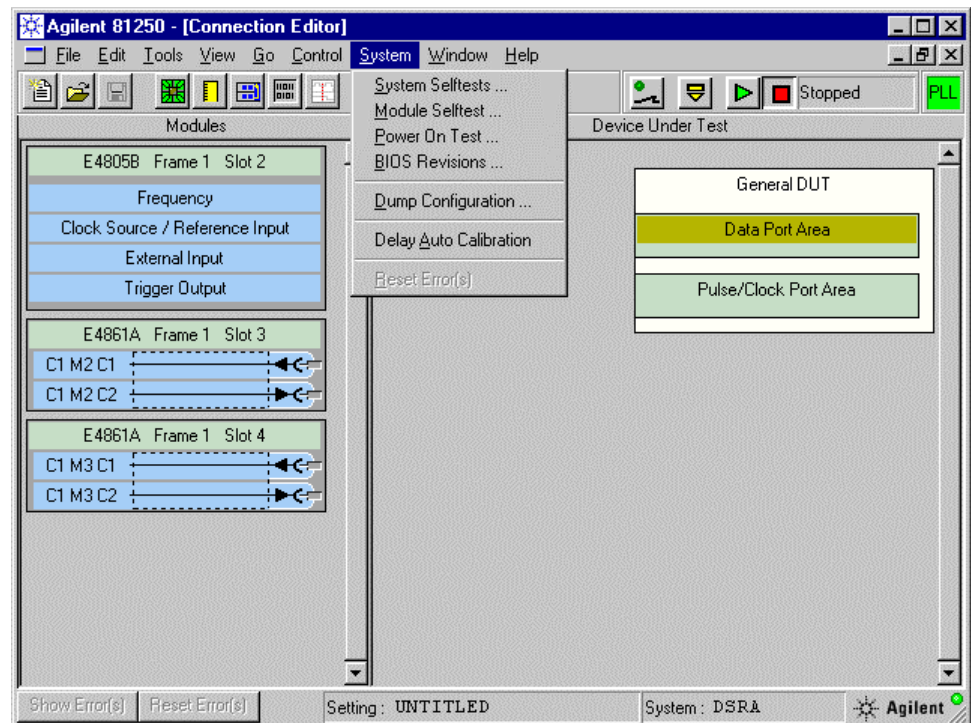 Agilent 81250 - [Connection Editor]
File Edit Tools View Go Control System Window Help
Stopped
PLL
Modules
Device Under Test
System Selftests ...
Module Selftest ...
Power On Test ...
BIOS Revisions ...
Dump Configuration ...
Delay Auto Calibration
Reset Error(s)
E4805B Frame 1 Slot 2
Frequency
Clock Source / Reference Input
External Input
Trigger Output
E4861A Frame 1 Slot 3
C1 M2 C1
C1 M2 C2
E4861A Frame 1 Slot 4
C1 M3 C1
C1 M3 C2
General DUT
Data Port Area
Pulse/Clock Port Area
Show Error(s) Reset Error(s) Setting : UNTITLED System : DSRA Agilent